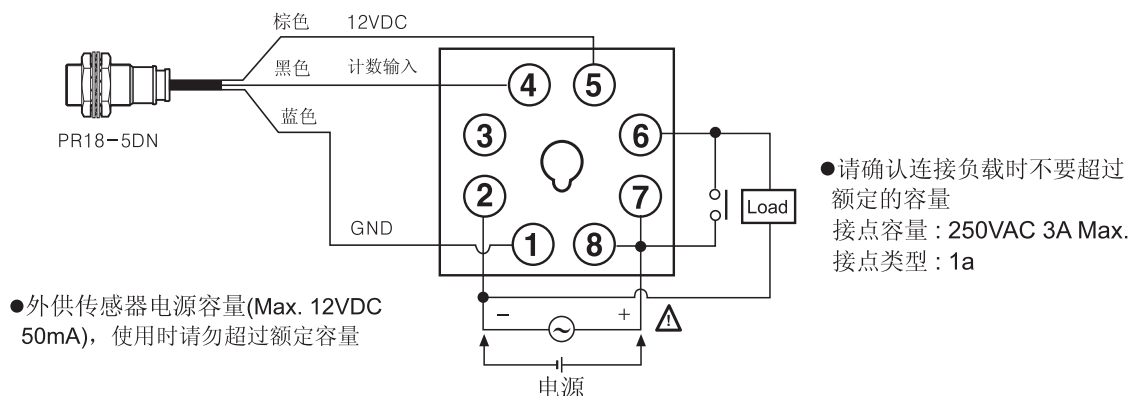 棕色 12VDC
黑色 计数输入
蓝色
PR18-5DN
GND
4 5
3 6
2 7
1 8
Load
●请确认连接负载时不要超过
额定的容量
接点容量 : 250VAC 3A Max.
接点类型 : 1a
●外供传感器电源容量(Max. 12VDC
50mA)，使用时请勿超过额定容量
− +
电源